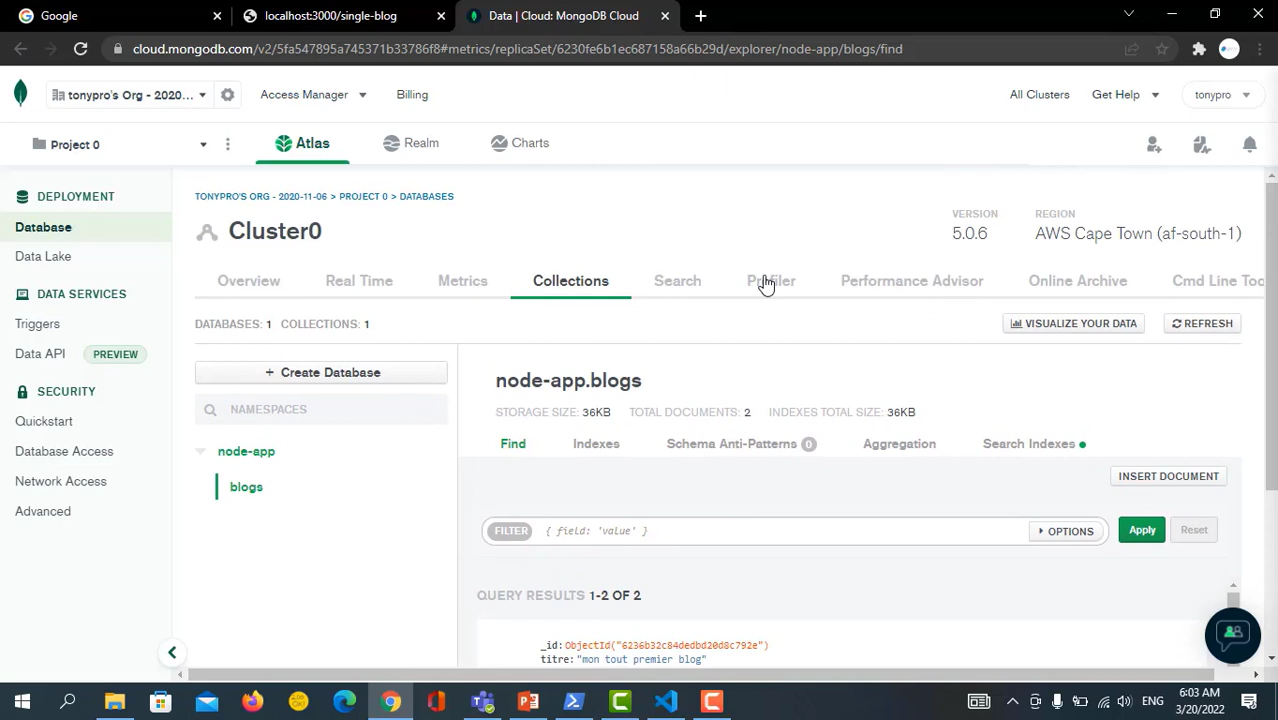 Google
localhost:3000/single-blog
Data | Cloud: MongoDB Cloud
cloud.mongodb.com/v2/5fa547895a745371b33786f8#metrics/replicaSet/6230fe6b1ec687158a66b29d/explorer/node-app/blogs/find
tonypro's Org - 2020...
Access Manager
Billing
All Clusters
Get Help
tonypro
Project 0
Atlas
Realm
Charts
DEPLOYMENT
Database
Data Lake
DATA SERVICES
Triggers
Data API PREVIEW
SECURITY
Quickstart
Database Access
Network Access
Advanced
TONYPRO'S ORG - 2020-11-06 > PROJECT 0 > DATABASES
Cluster0
VERSION
5.0.6
REGION
AWS Cape Town (af-south-1)
Overview
Real Time
Metrics
Collections
Search
Profiler
Performance Advisor
Online Archive
Cmd Line Too
DATABASES: 1 COLLECTIONS: 1
VISUALIZE YOUR DATA
REFRESH
+ Create Database
NAMESPACES
node-app
blogs
node-app.blogs
STORAGE SIZE: 36KB TOTAL DOCUMENTS: 2 INDEXES TOTAL SIZE: 36KB
Find
Indexes
Schema Anti-Patterns 0
Aggregation
Search Indexes
INSERT DOCUMENT
FILTER { field: 'value' }
OPTIONS
Apply
Reset
QUERY RESULTS 1-2 OF 2
_id:ObjectId("6236b32c84dedbd20d8c792e")
titre:"mon tout premier blog"
ENG
6:03 AM
3/20/2022